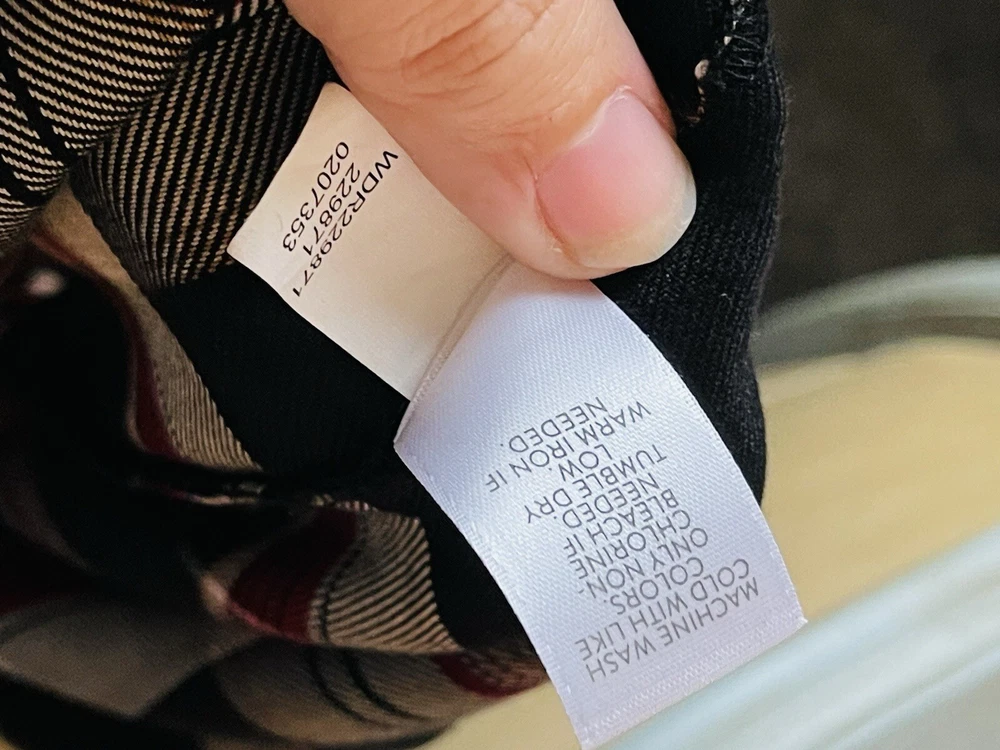 WDR229871
229871
0207353
MACHINE WASH
COLD WITH LIKE
COLORS.
ONLY NON-
CHLORINE
BLEACH IF
NEEDED.
TUMBLE DRY
LOW
WARM IRON IF
NEEDED.